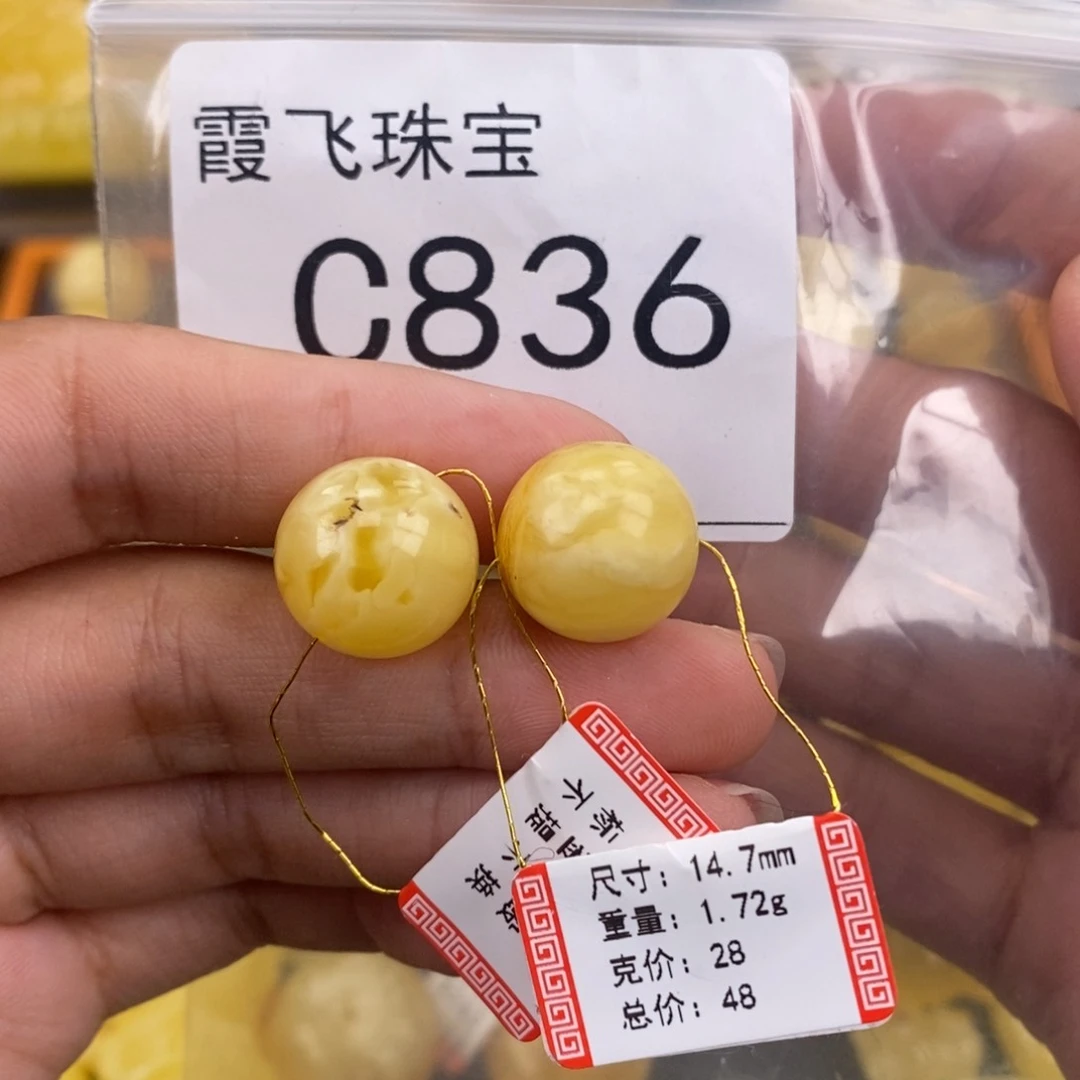 霞飞珠宝
C836
尺寸：14.7mm
重量：1.72g
克价：28
总价：48